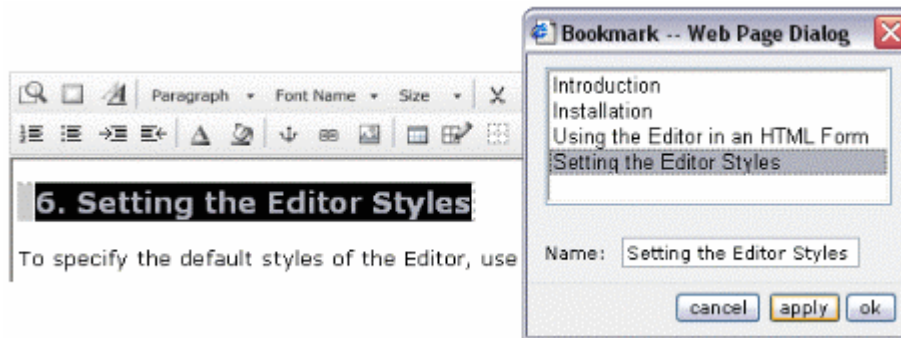 Bookmark -- Web Page Dialog
Introduction
Installation
Using the Editor in an HTML Form
Setting the Editor Styles
Name: Setting the Editor Styles
cancel apply ok
Paragraph Font Name Size
6. Setting the Editor Styles
To specify the default styles of the Editor, use